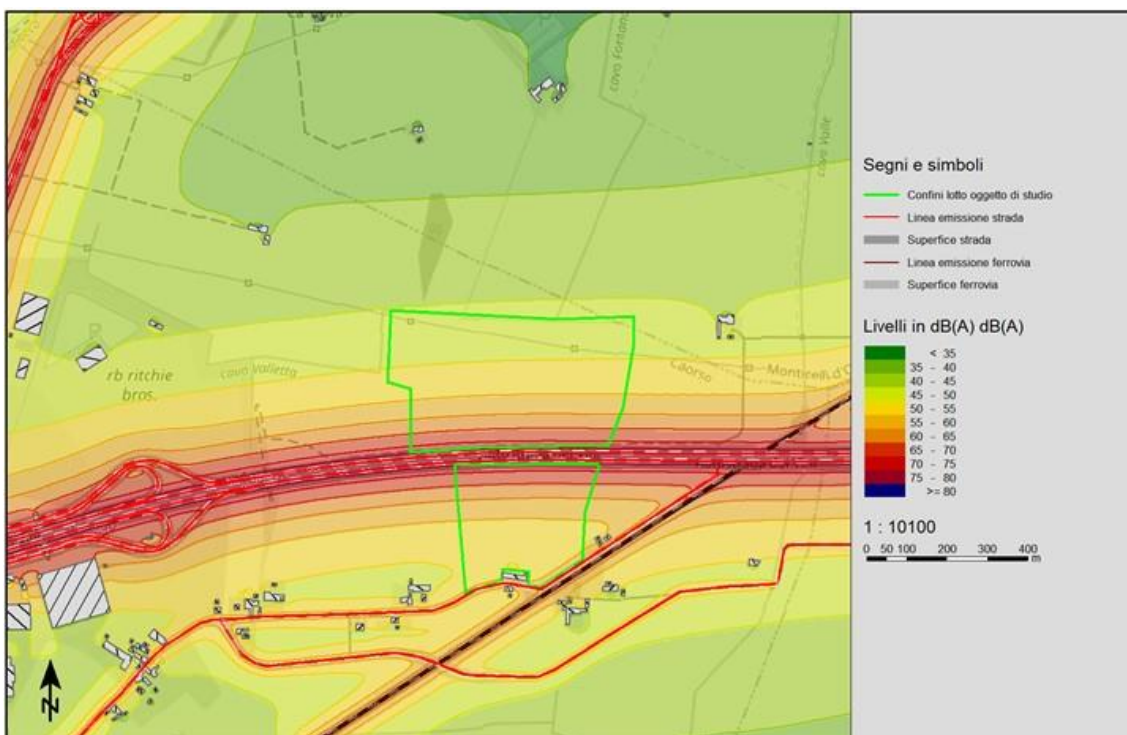 cavo Fontana
cavo Valle
rb ritchie
bros.
cavo Valletta
Caorso
Monticelli d'O
N
Segni e simboli
Confini lotto oggetto di studio
Linea emissione strada
Superfice strada
Linea emissione ferrovia
Superfice ferrovia
Livelli in dB(A) dB(A)
< 35
35 - 40
40 - 45
45 - 50
50 - 55
55 - 60
60 - 65
65 - 70
70 - 75
75 - 80
>= 80
1 : 10100
0 50 100 200 300 400
m